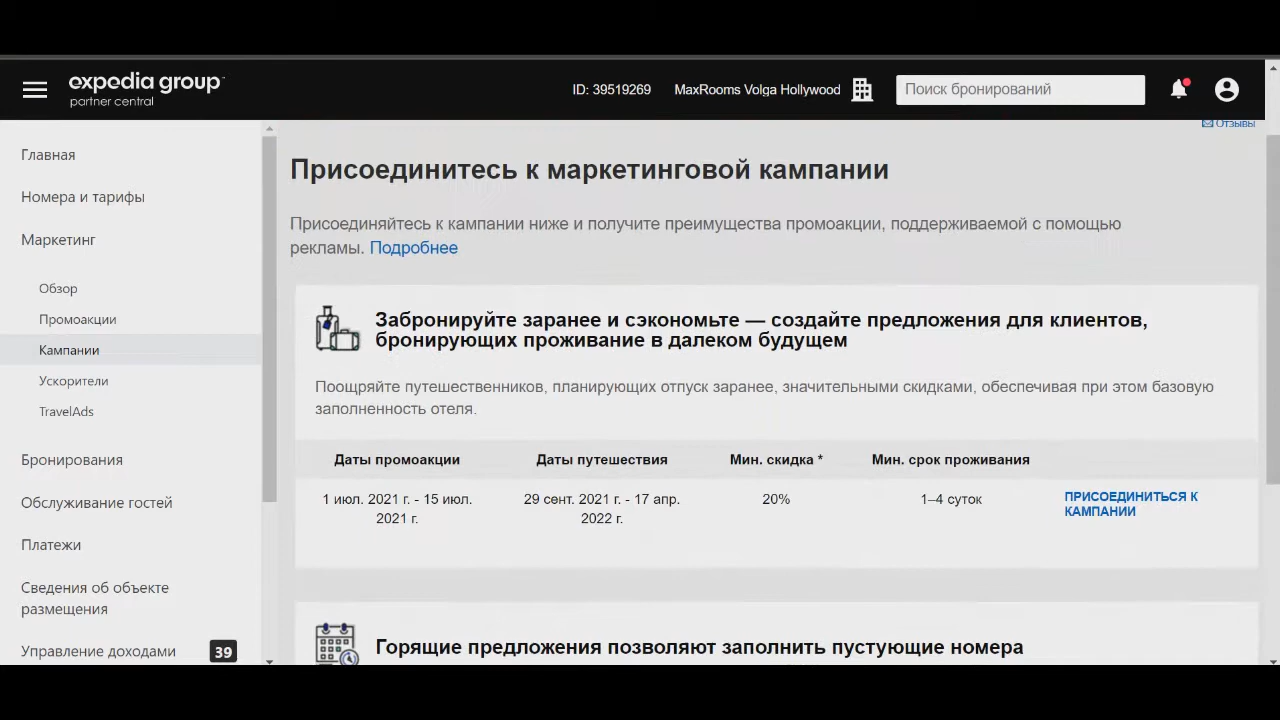 expedia group
partner central
ID: 39519269
MaxRooms Volga Hollywood
Поиск бронирований
Отзывы
Главная
Номера и тарифы
Маркетинг
Обзор
Промоакции
Кампании
Ускорители
TravelAds
Бронирования
Обслуживание гостей
Платежи
Сведения об объекте
размещения
Управление доходами
39
Присоединитесь к маркетинговой кампании
Присоединяйтесь к кампании ниже и получите преимущества промоакции, поддерживаемой с помощью
рекламы. Подробнее
Забронируйте заранее и сэкономьте — создайте предложения для клиентов,
бронирующих проживание в далеком будущем
Поощряйте путешественников, планирующих отпуск заранее, значительными скидками, обеспечивая при этом базовую
заполненность отеля.
Даты промоакции Даты путешествия Мин. скидка * Мин. срок проживания
1 июл. 2021 г. - 15 июл. 29 сент. 2021 г. - 17 апр. 20% 1–4 суток ПРИСОЕДИНИТЬСЯ К
2021 г. 2022 г. КАМПАНИИ
Горящие предложения позволяют заполнить пустующие номера